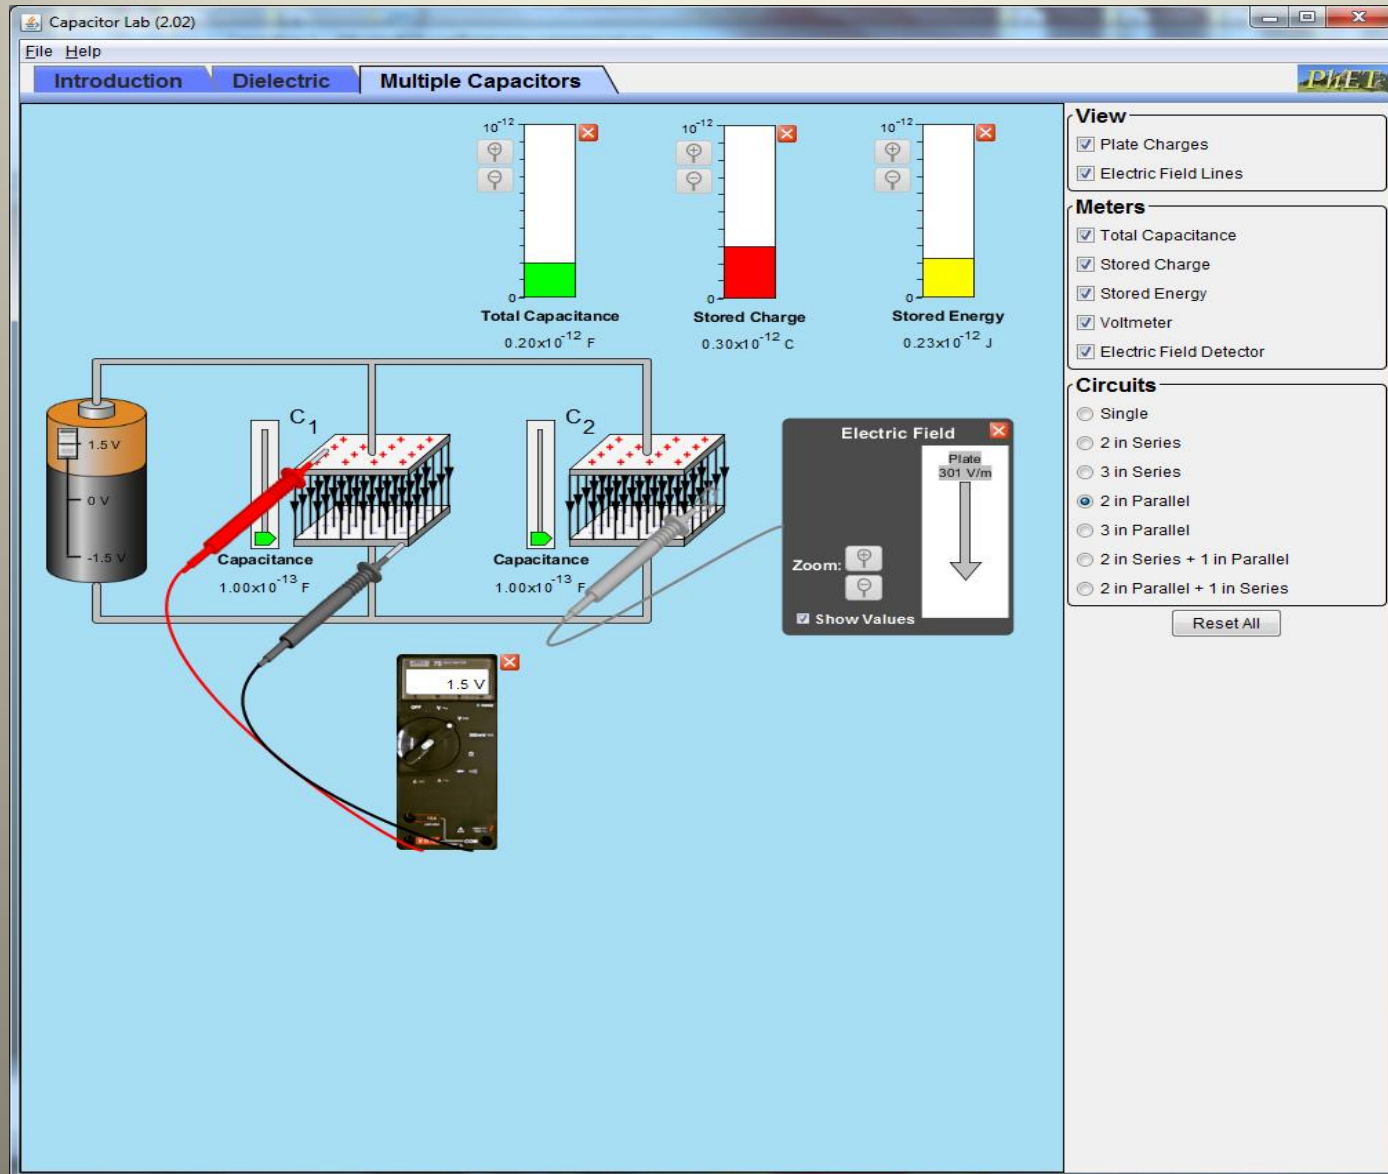 Capacitor Lab (2.02)
File Help
Introduction Dielectric Multiple Capacitors
PhET
10-12
0
Total Capacitance
0.20x10-12 F
10-12
0
Stored Charge
0.30x10-12 C
10-12
0
Stored Energy
0.23x10-12 J
1.5 V
0 V
-1.5 V
C1
Capacitance
1.00x10-13 F
C2
Capacitance
1.00x10-13 F
Electric Field
Plate
301 V/m
Zoom:
Show Values
1.5 V
OFF
COM
View
Plate Charges
Electric Field Lines
Meters
Total Capacitance
Stored Charge
Stored Energy
Voltmeter
Electric Field Detector
Circuits
Single
2 in Series
3 in Series
2 in Parallel
3 in Parallel
2 in Series + 1 in Parallel
2 in Parallel + 1 in Series
Reset All